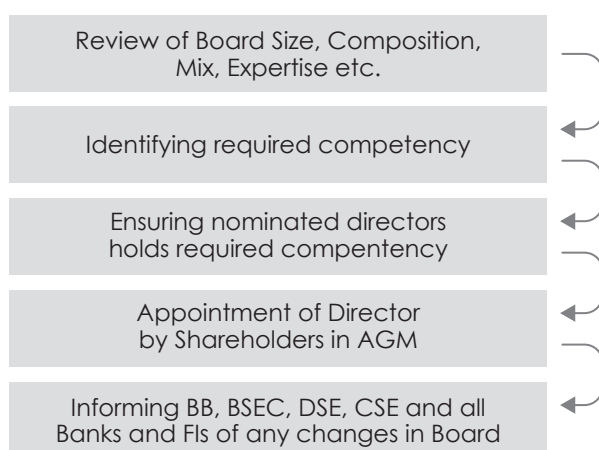 Review of Board Size, Composition,
Mix, Expertise etc.
Identifying required competency
Ensuring nominated directors
holds required compentency
Appointment of Director
by Shareholders in AGM
Informing BB, BSEC, DSE, CSE and all
Banks and FIs of any changes in Board